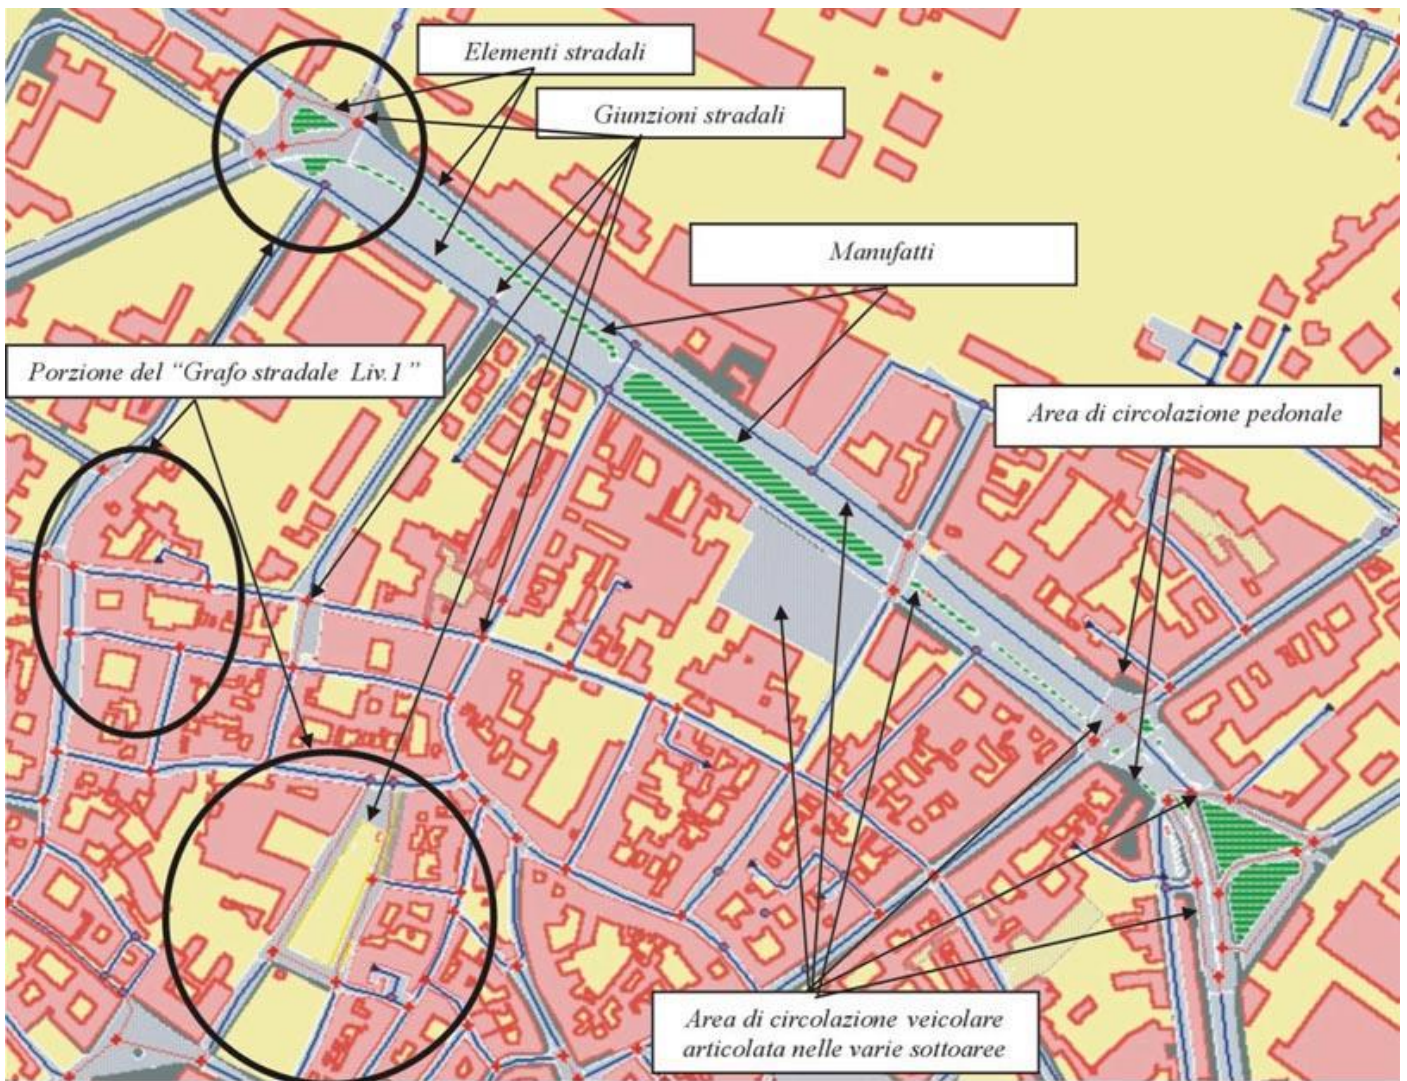 Elementi stradali
Giunzioni stradali
Manufatti
Porzione del “Grafo stradale Liv.1”
Area di circolazione pedonale
Area di circolazione veicolare
articolata nelle varie sottoaree